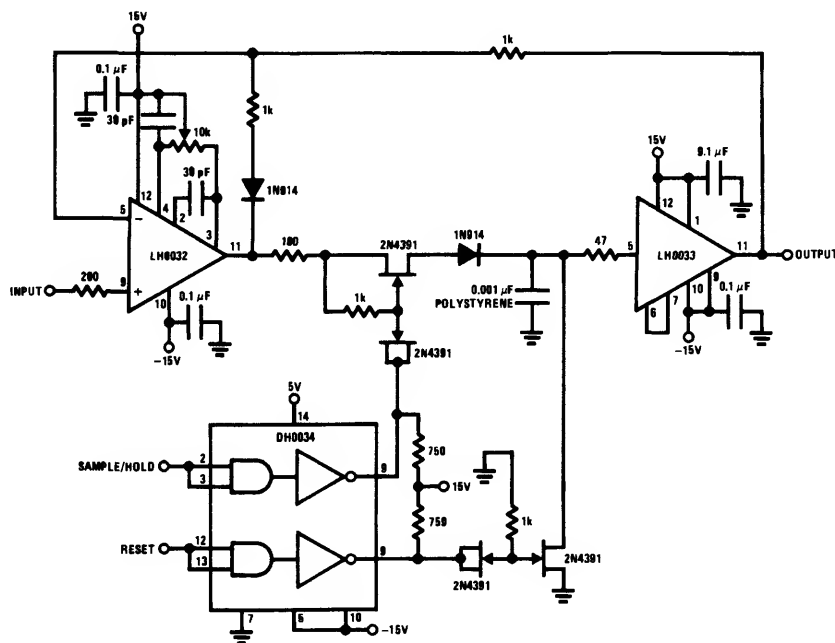 15V
1k
0.1 μF
1k
39 pF
10k
15V
9.1 μF
39 pF
1N914
12
4
2
3
5
12
1
LH0032
11
180
2N4391
1N914
47
5
LH0033
11
OUTPUT
INPUT
200
9
10
0.1 μF
0.001 μF
POLYSTYRENE
6
7
10
9
0.1 μF
1k
-15V
2N4391
-15V
5V
14
DH0034
SAMPLE/HOLD
2
3
9
750
15V
RESET
12
13
9
759
1k
2N4391
2N4391
7
6
10
-15V